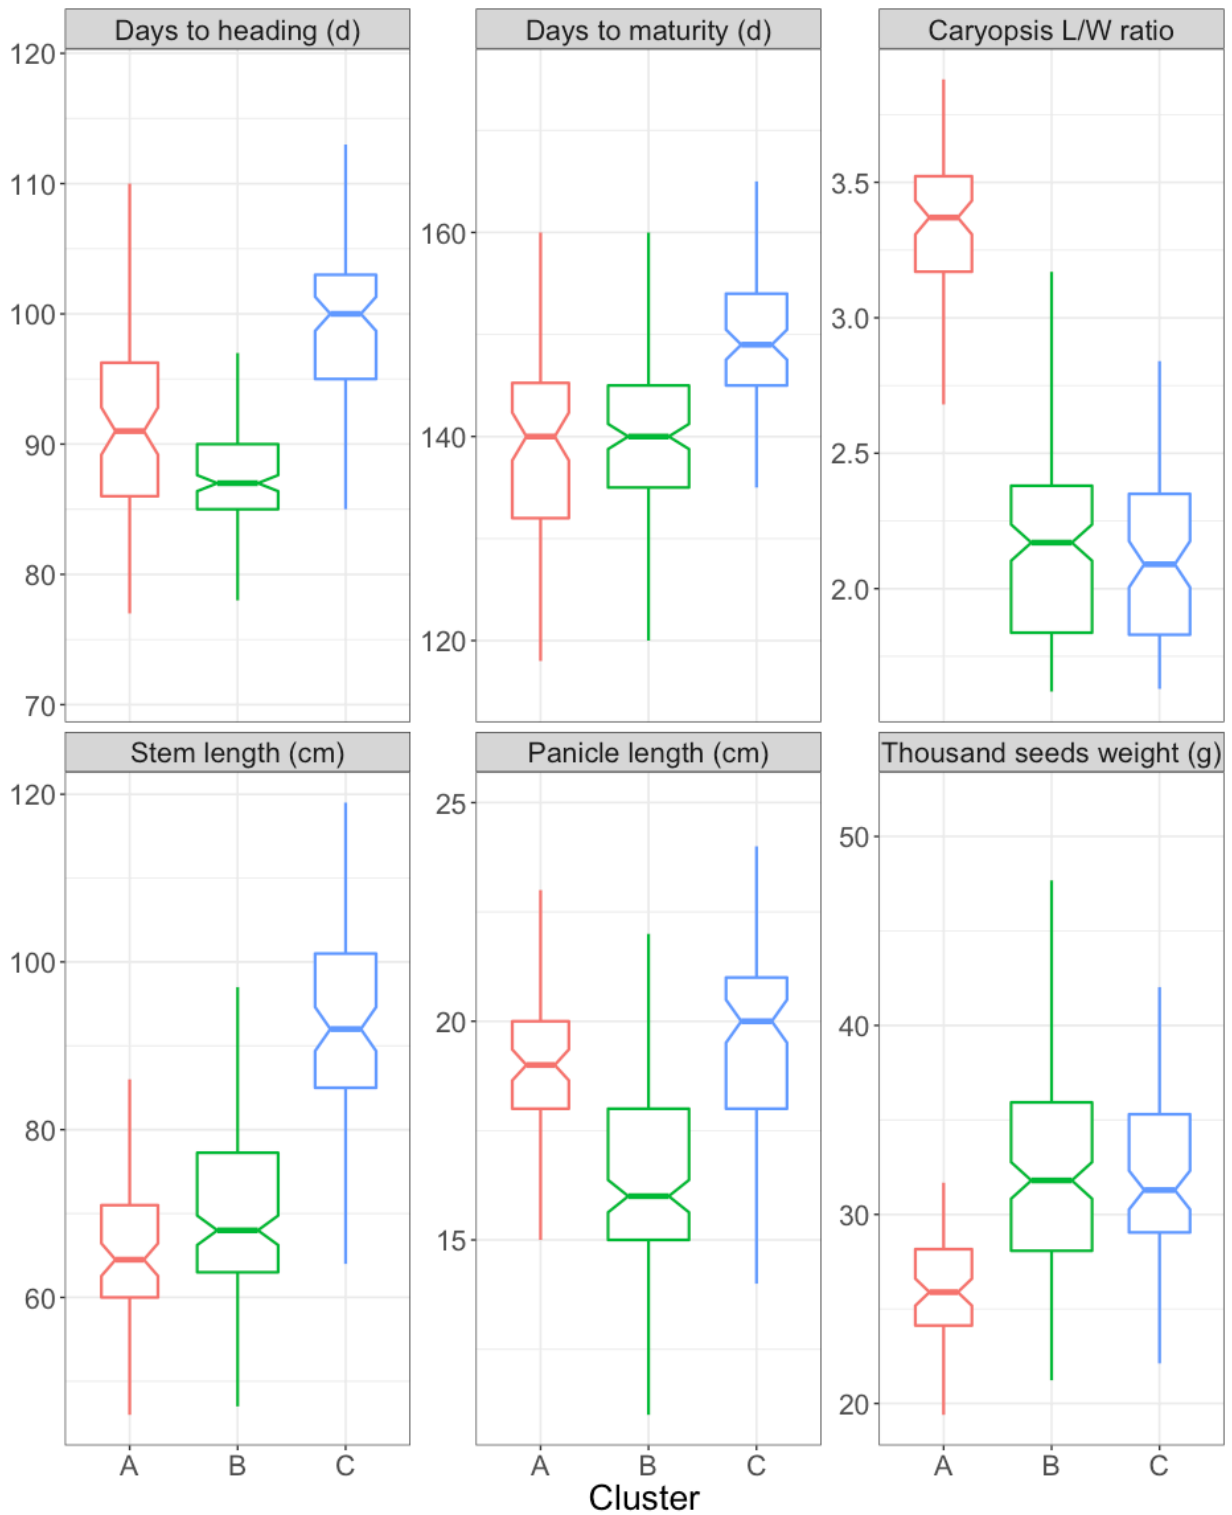 Days to heading (d)
Days to maturity (d)
Caryopsis L/W ratio
120
110
100
90
80
70
160
140
120
3.5
3.0
2.5
2.0
Stem length (cm)
Panicle length (cm)
Thousand seeds weight (g)
120
100
80
60
25
20
15
50
40
30
20
A B C
A B C
A B C
Cluster